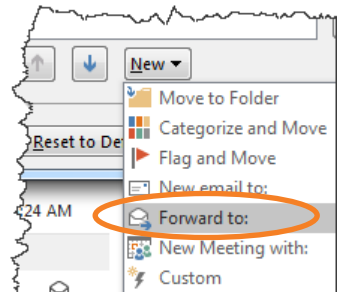 New
Move to Folder
Categorize and Move
Reset to De
Flag and Move
New email to:
24 AM
Forward to:
New Meeting with:
Custom